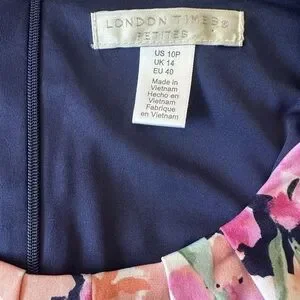 LONDON TIMES®
PETITES
US 10P
UK 14
EU 40
Made in
Vietnam
Hecho en
Vietnam
Fabriqué
en Vietnam